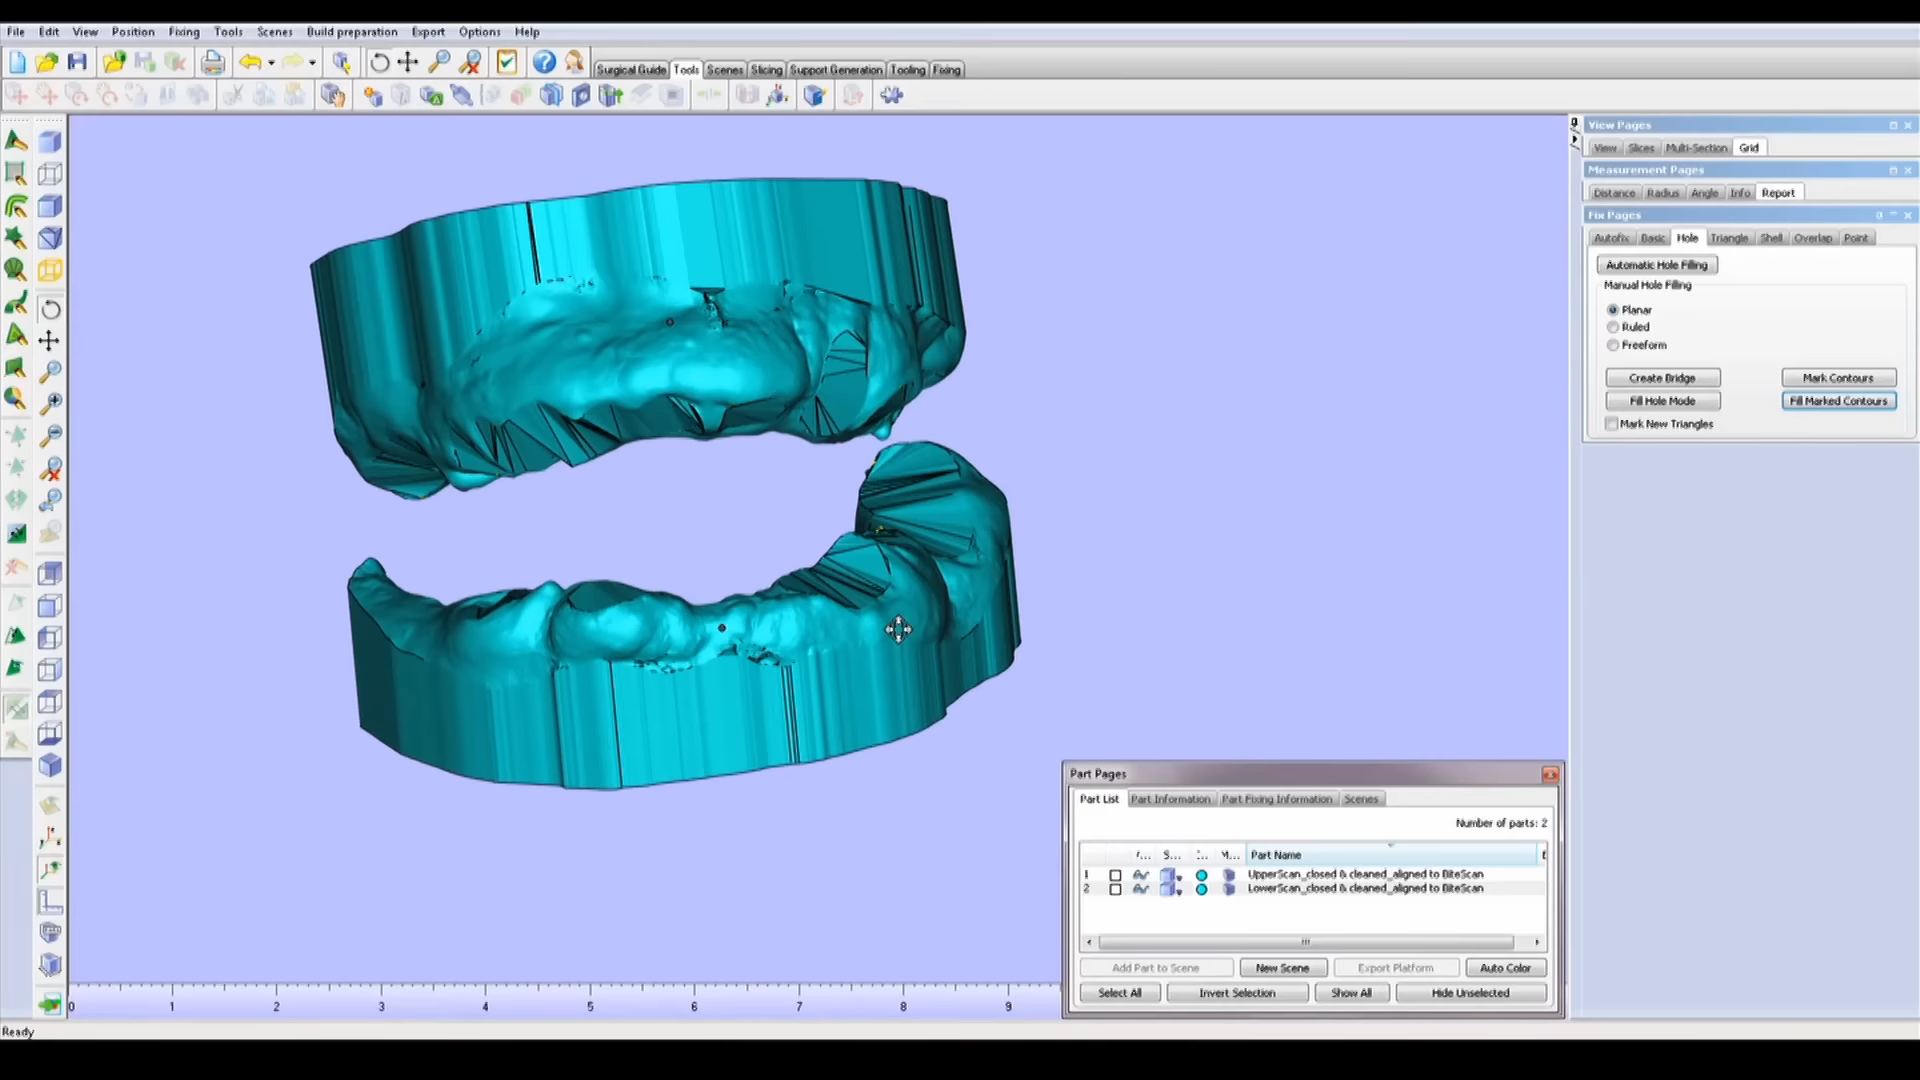 File Edit View Position Fixing Tools Scenes Build preparation Export Options Help
Surgical Guide Tools Scenes Slicing Support Generation Tooling Fixing
View Pages
View Slices Multi-Section Grid
Measurement Pages
Distance Radius Angle Info Report
Fix Pages
Autofix Basic Hole Triangle Shell Overlap Point
Automatic Hole Filling
Manual Hole Filling
Planar
Ruled
Freeform
Create Bridge Mark Contours
Fill Hole Mode Fill Marked Contours
Mark New Triangles
Part Pages
Part List Part Information Part Fixing Information Scenes
Number of parts: 2
S... Part Name
1 UpperScan_closed & cleaned_aligned to BiteScan
2 LowerScan_closed & cleaned_aligned to BiteScan
Add Part to Scene New Scene Export Platform Auto Color
Select All Invert Selection Show All Hide Unselected
0 1 2 3 4 5 6 7 8 9
Ready